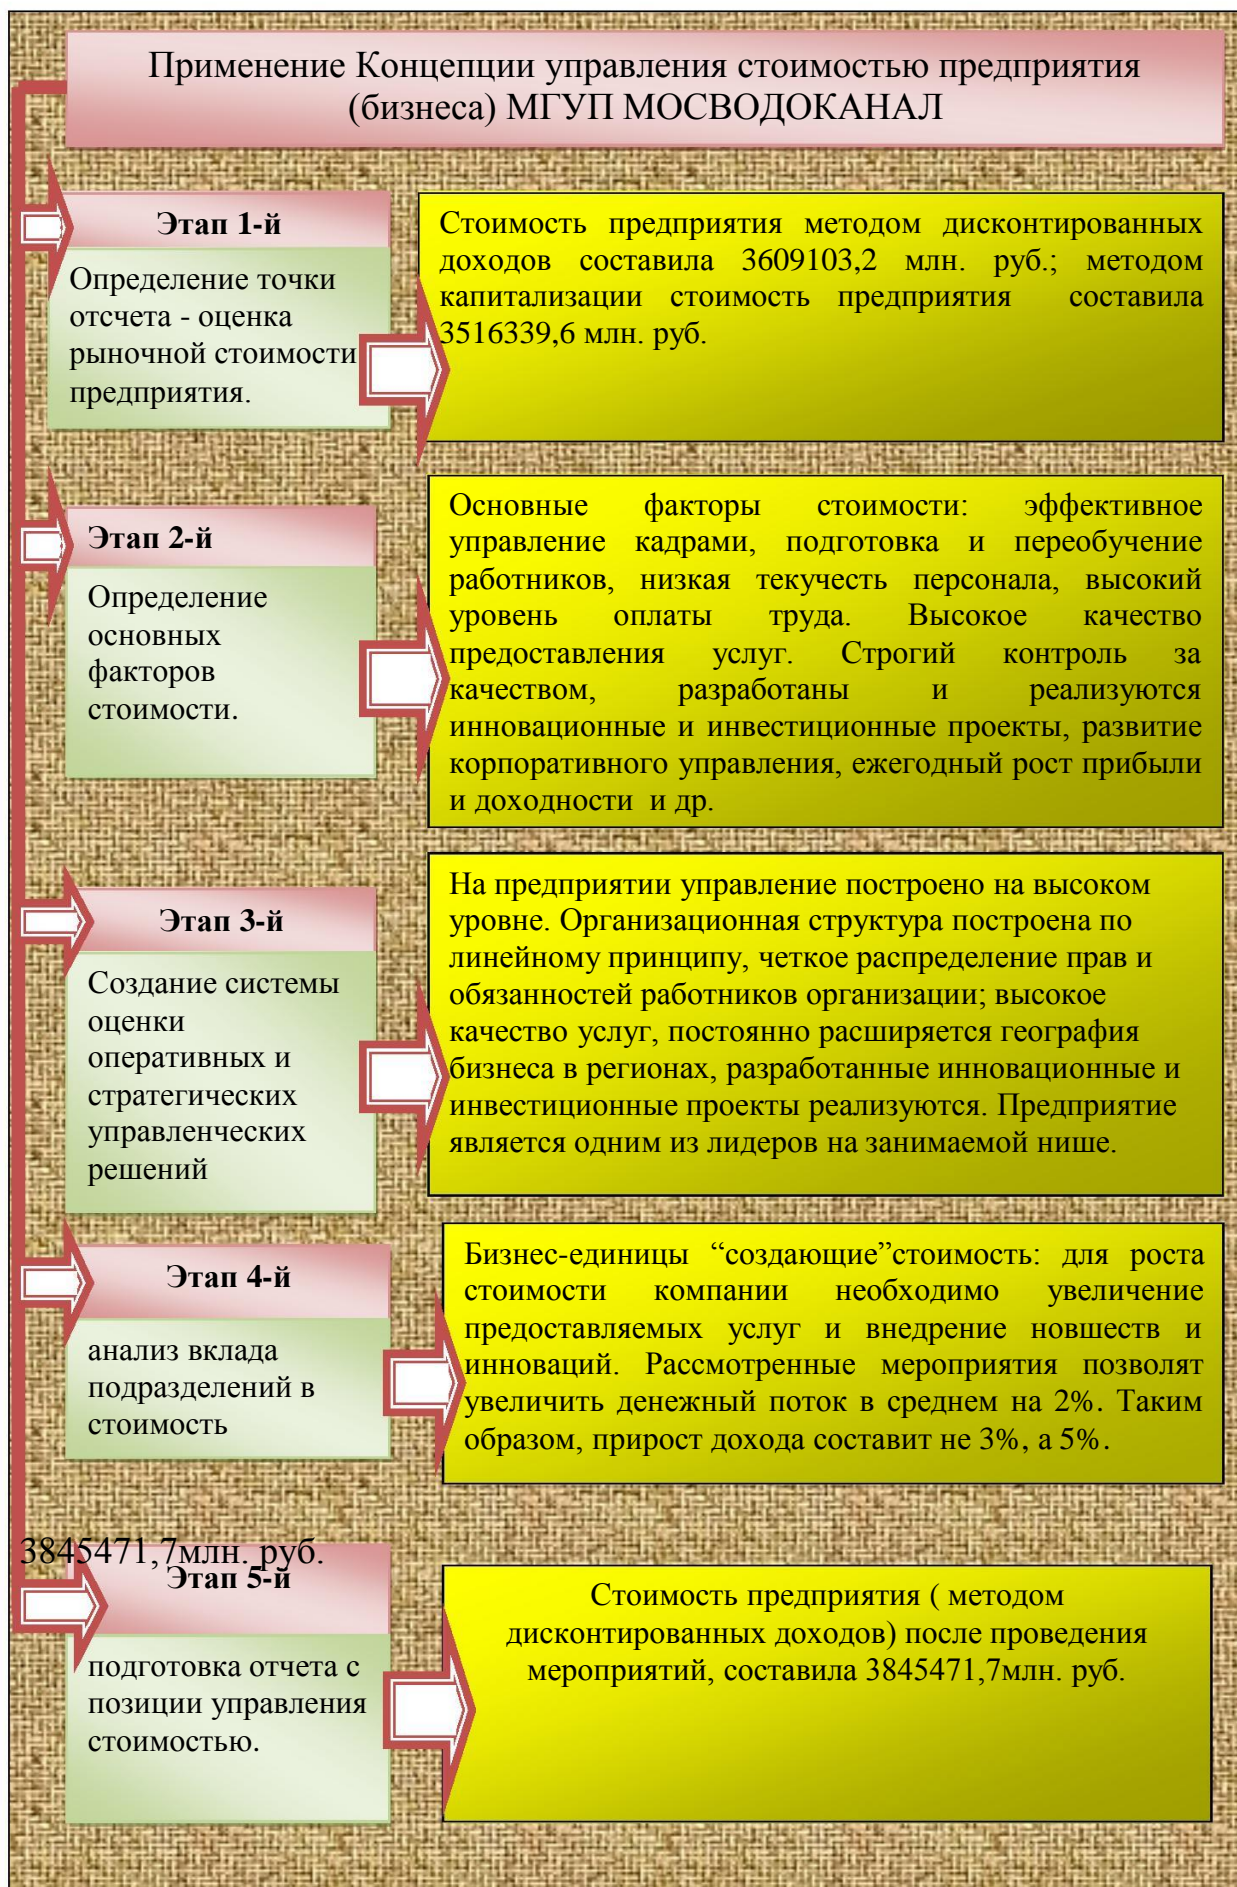 Применение Концепции управления стоимостью предприятия
(бизнеса) МГУП МОСВОДОКАНАЛ
Этап 1-й
Определение точки
отсчета - оценка
рыночной стоимости
предприятия.
Стоимость предприятия методом дисконтированных
доходов составила 3609103,2 млн. руб.; методом
капитализации стоимость предприятия составила
3516339,6 млн. руб.
Этап 2-й
Определение
основных
факторов
стоимости.
Основные факторы стоимости: эффективное
управление кадрами, подготовка и переобучение
работников, низкая текучесть персонала, высокий
уровень оплаты труда. Высокое качество
предоставления услуг. Строгий контроль за
качеством, разработаны и реализуются
инновационные и инвестиционные проекты, развитие
корпоративного управления, ежегодный рост прибыли
и доходности и др.
Этап 3-й
Создание системы
оценки
оперативных и
стратегических
управленческих
решений
На предприятии управление построено на высоком
уровне. Организационная структура построена по
линейному принципу, четкое распределение прав и
обязанностей работников организации; высокое
качество услуг, постоянно расширяется география
бизнеса в регионах, разработанные инновационные и
инвестиционные проекты реализуются. Предприятие
является одним из лидеров на занимаемой нише.
Этап 4-й
анализ вклада
подразделений в
стоимость
Бизнес-единицы “создающие”стоимость: для роста
стоимости компании необходимо увеличение
предоставляемых услуг и внедрение новшеств и
инноваций. Рассмотренные мероприятия позволят
увеличить денежный поток в среднем на 2%. Таким
образом, прирост дохода составит не 3%, а 5%.
3845471,7млн. руб.
Этап 5-й
подготовка отчета с
позиции управления
стоимостью.
Стоимость предприятия ( методом
дисконтированных доходов) после проведения
мероприятий, составила 3845471,7млн. руб.